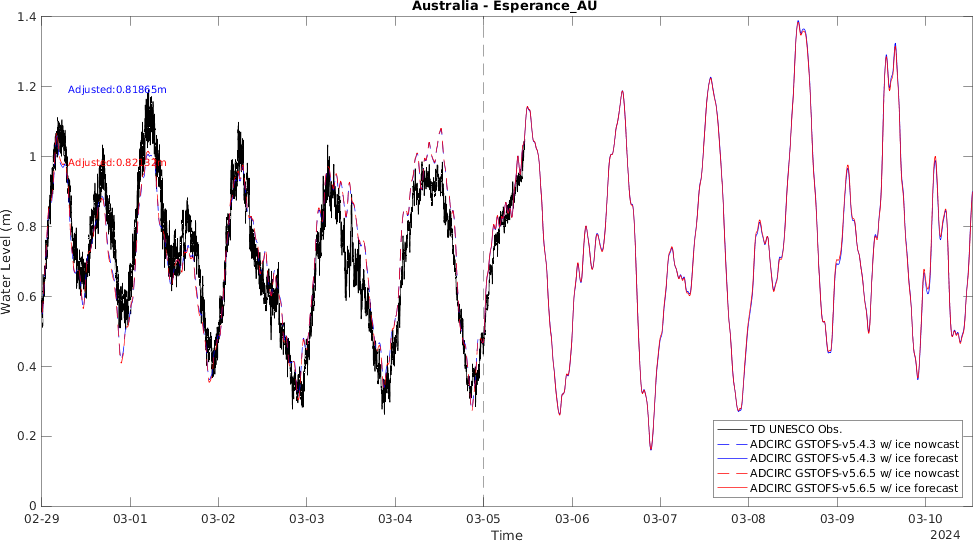 Australia - Esperance_AU
1.4
1.2
1
0.8
0.6
0.4
0.2
0
Water Level (m)
Adjusted:0.81865m
02-29
03-01
03-02
03-03
03-04
03-05
03-06
03-07
03-08
03-09
03-10
2024
Time
TD UNESCO Obs.
ADCIRC GSTOFS-v5.4.3 w/ ice nowcast
ADCIRC GSTOFS-v5.4.3 w/ ice forecast
ADCIRC GSTOFS-v5.6.5 w/ ice nowcast
ADCIRC GSTOFS-v5.6.5 w/ ice forecast